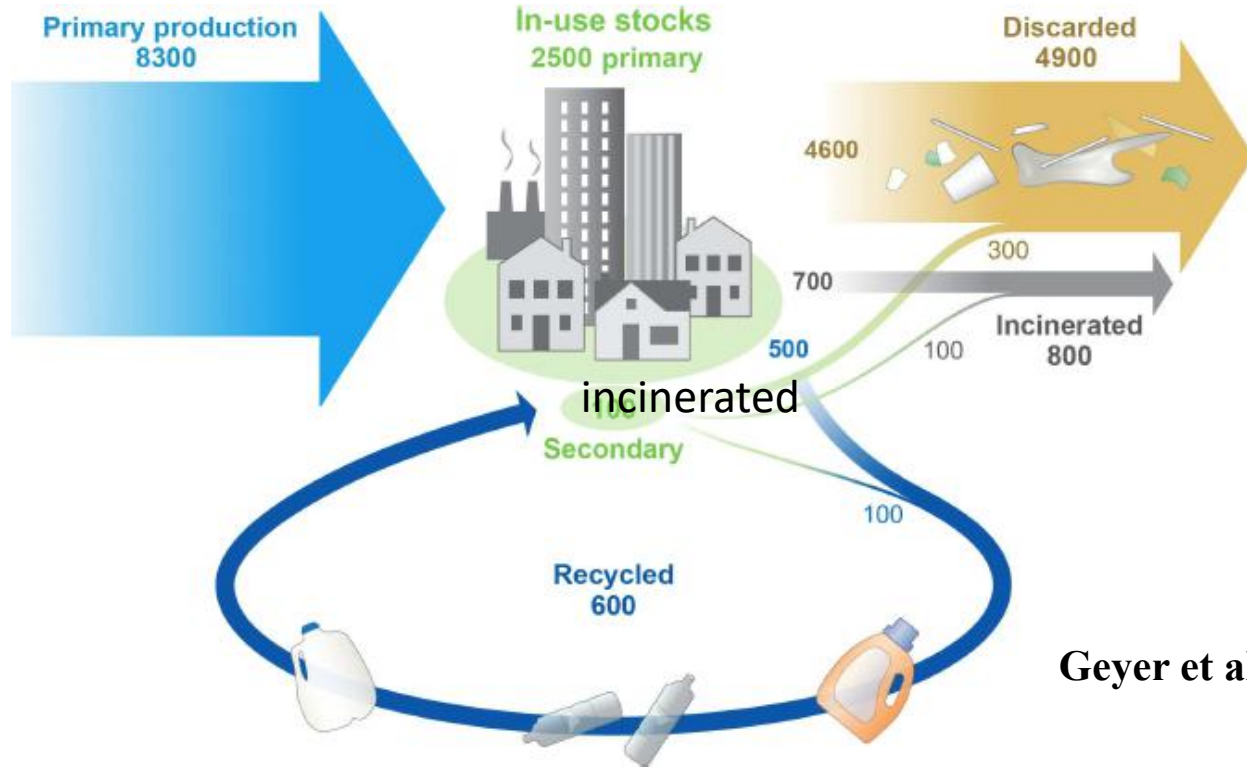 Primary production
8300
In-use stocks
2500 primary
Discarded
4900
4600
300
700
Incinerated
800
100
500
incinerated
100
Secondary
100
Recycled
600
Geyer et al